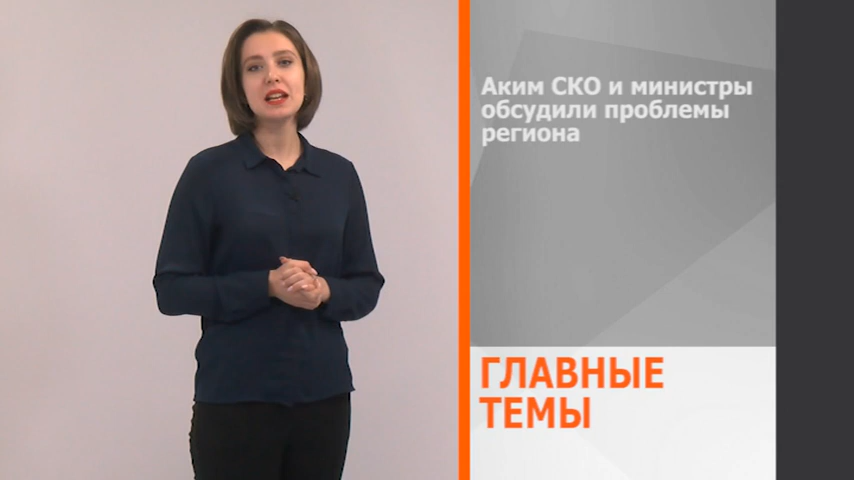 Аким СКО и министры
обсудили проблемы
региона
ГЛАВНЫЕ
ТЕМЫ